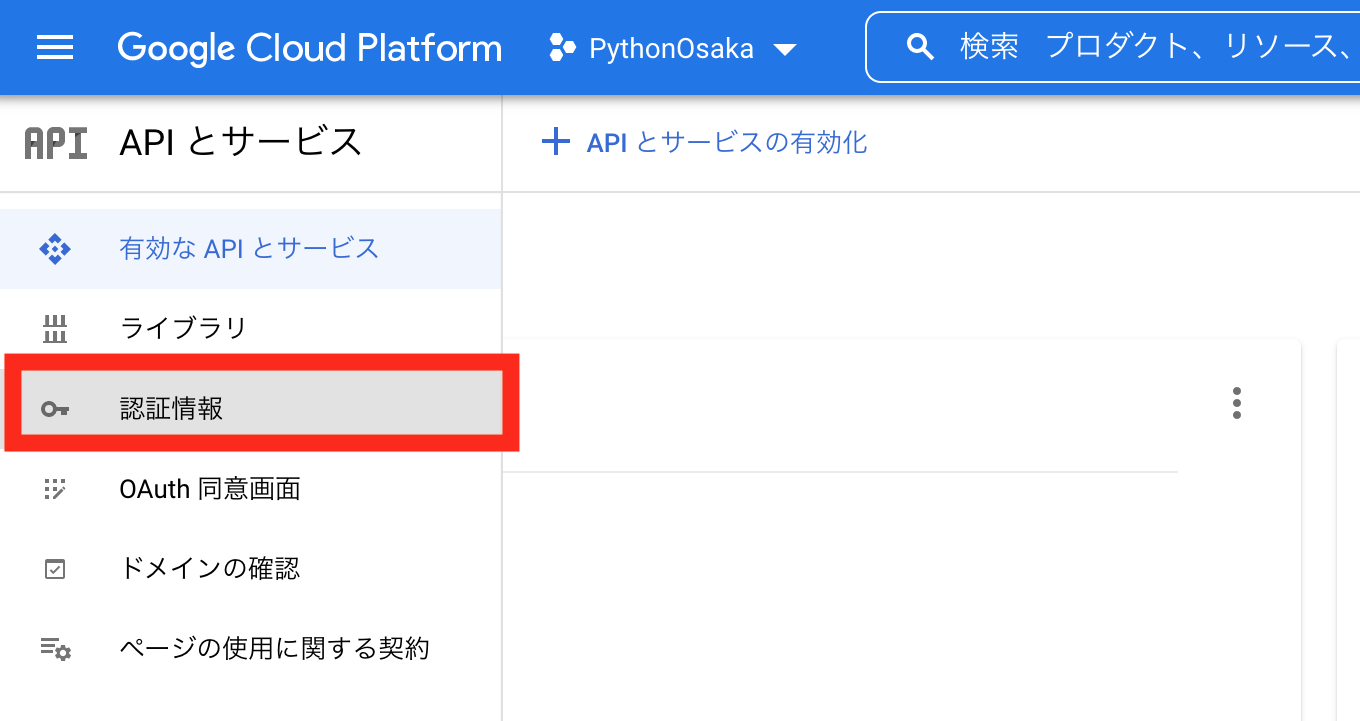 Google Cloud Platform PythonOsaka 検索 プロダクト、リソース、
API API とサービス
API とサービスの有効化
有効な API とサービス
ライブラリ
認証情報
OAuth 同意画面
ドメインの確認
ページの使用に関する契約